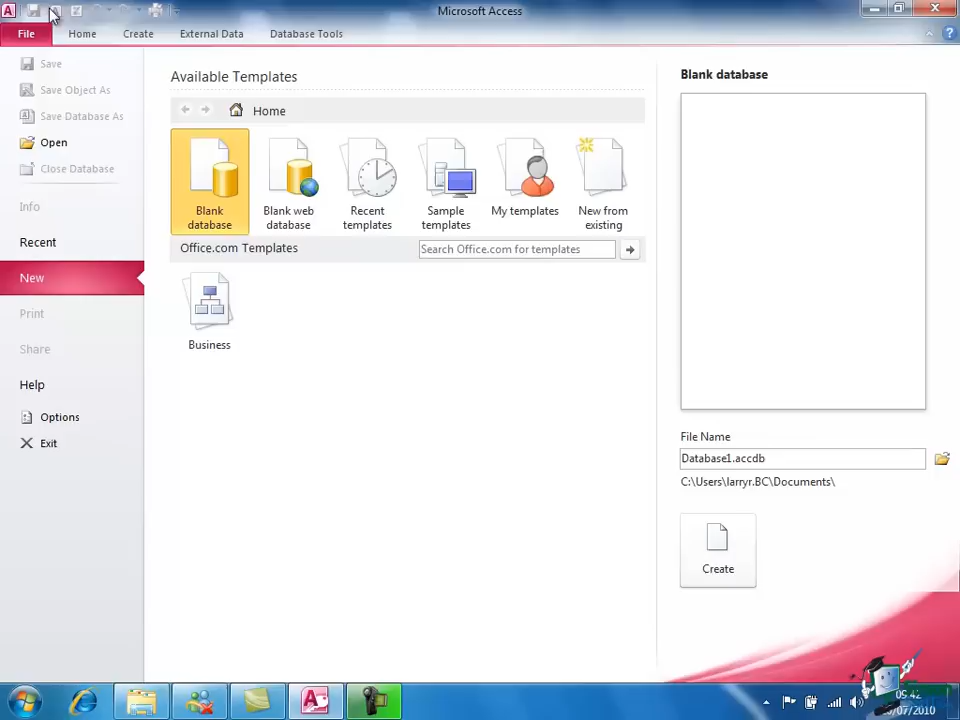 Microsoft Access
File Home Create External Data Database Tools
Save
Save Object As
Save Database As
Open
Close Database
Info
Recent
New
Print
Share
Help
Options
Exit
Available Templates
Home
Blank database
Blank web database
Recent templates
Sample templates
My templates
New from existing
Office.com Templates
Search Office.com for templates
Business
Blank database
File Name
Database1.accdb
C:\Users\larryr.BC\Documents\
Create
05:42
/07/2010